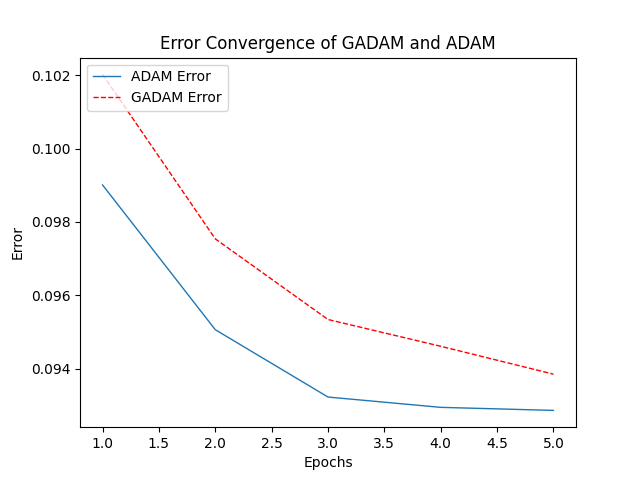 Error Convergence of GADAM and ADAM
ADAM Error
GADAM Error
0.102
0.100
0.098
0.096
0.094
Error
1.0 1.5 2.0 2.5 3.0 3.5 4.0 4.5 5.0
Epochs